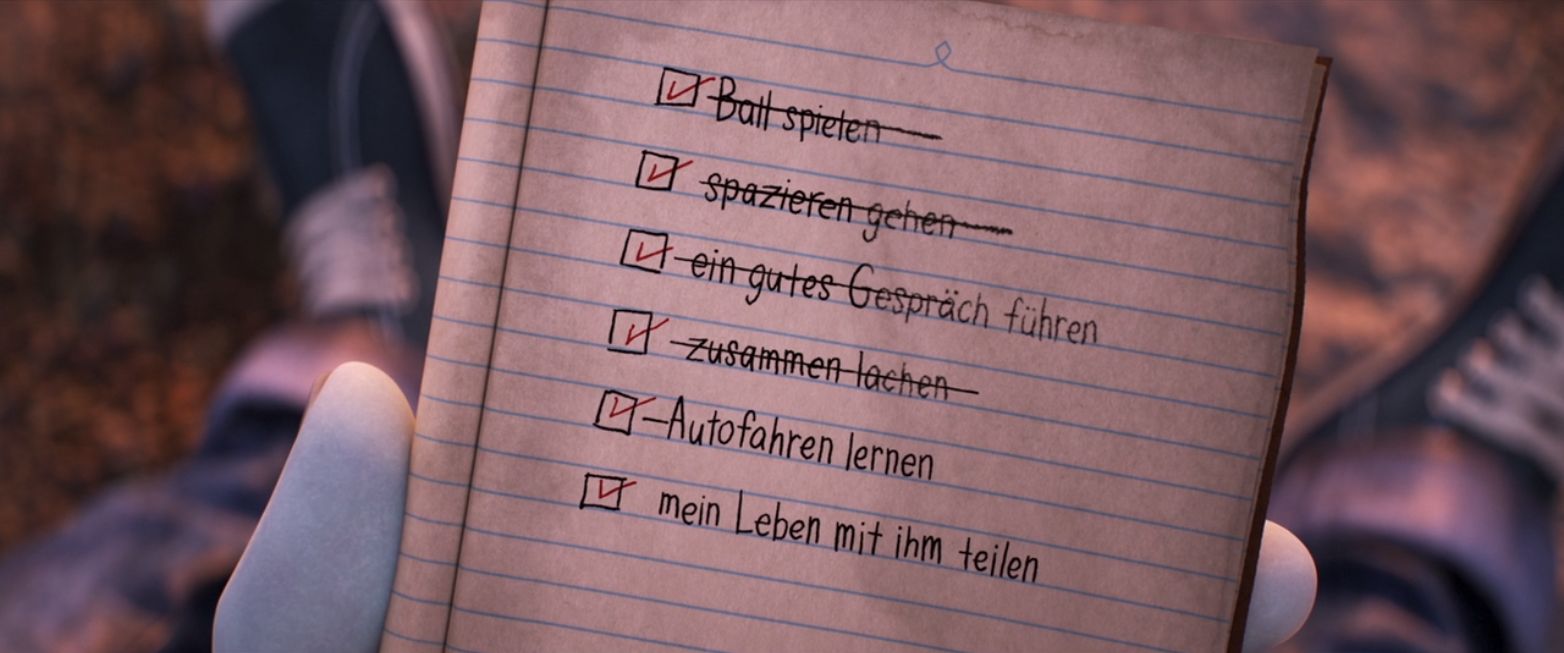 Ball spielen
spazieren gehen
ein gutes Gespräch führen
zusammen lachen
Autofahren lernen
mein Leben mit ihm teilen